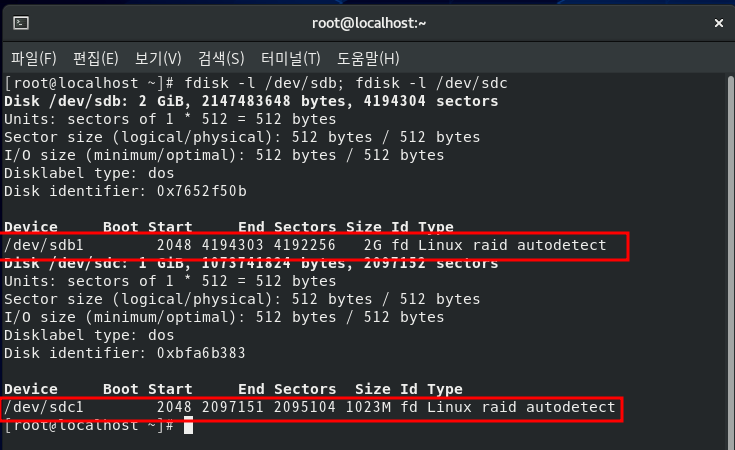 root@localhost:~
파일(F) 편집(E) 보기(V) 검색(S) 터미널(T) 도움말(H)
[root@localhost ~]# fdisk -l /dev/sdb; fdisk -l /dev/sdc
Disk /dev/sdb: 2 GiB, 2147483648 bytes, 4194304 sectors
Units: sectors of 1 * 512 = 512 bytes
Sector size (logical/physical): 512 bytes / 512 bytes
I/O size (minimum/optimal): 512 bytes / 512 bytes
Disklabel type: dos
Disk identifier: 0x7652f50b
Device     Boot Start     End Sectors Size Id Type
/dev/sdb1        2048 4194303 4192256   2G fd Linux raid autodetect
Disk /dev/sdc: 1 GiB, 1073741824 bytes, 2097152 sectors
Units: sectors of 1 * 512 = 512 bytes
Sector size (logical/physical): 512 bytes / 512 bytes
I/O size (minimum/optimal): 512 bytes / 512 bytes
Disklabel type: dos
Disk identifier: 0xbfa6b383
Device     Boot Start     End Sectors  Size Id Type
/dev/sdc1        2048 2097151 2095104 1023M fd Linux raid autodetect
[root@localhost ~]#